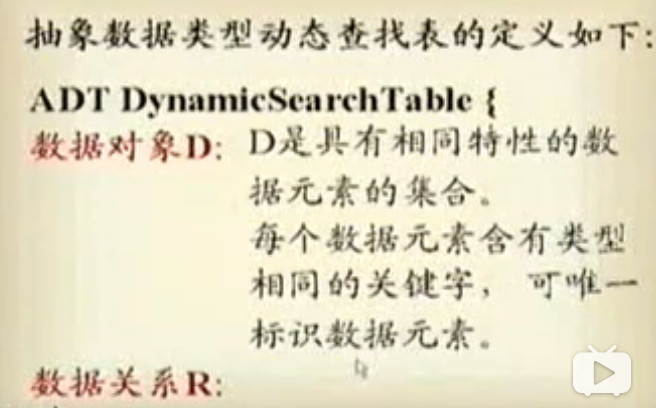 抽象数据类型动态查找表的定义如下:
ADT DynamicSearchTable {
数据对象D: D是具有相同特性的数
据元素的集合。
每个数据元素含有类型
相同的关键字, 可唯一
标识数据元素。
数据关系R: